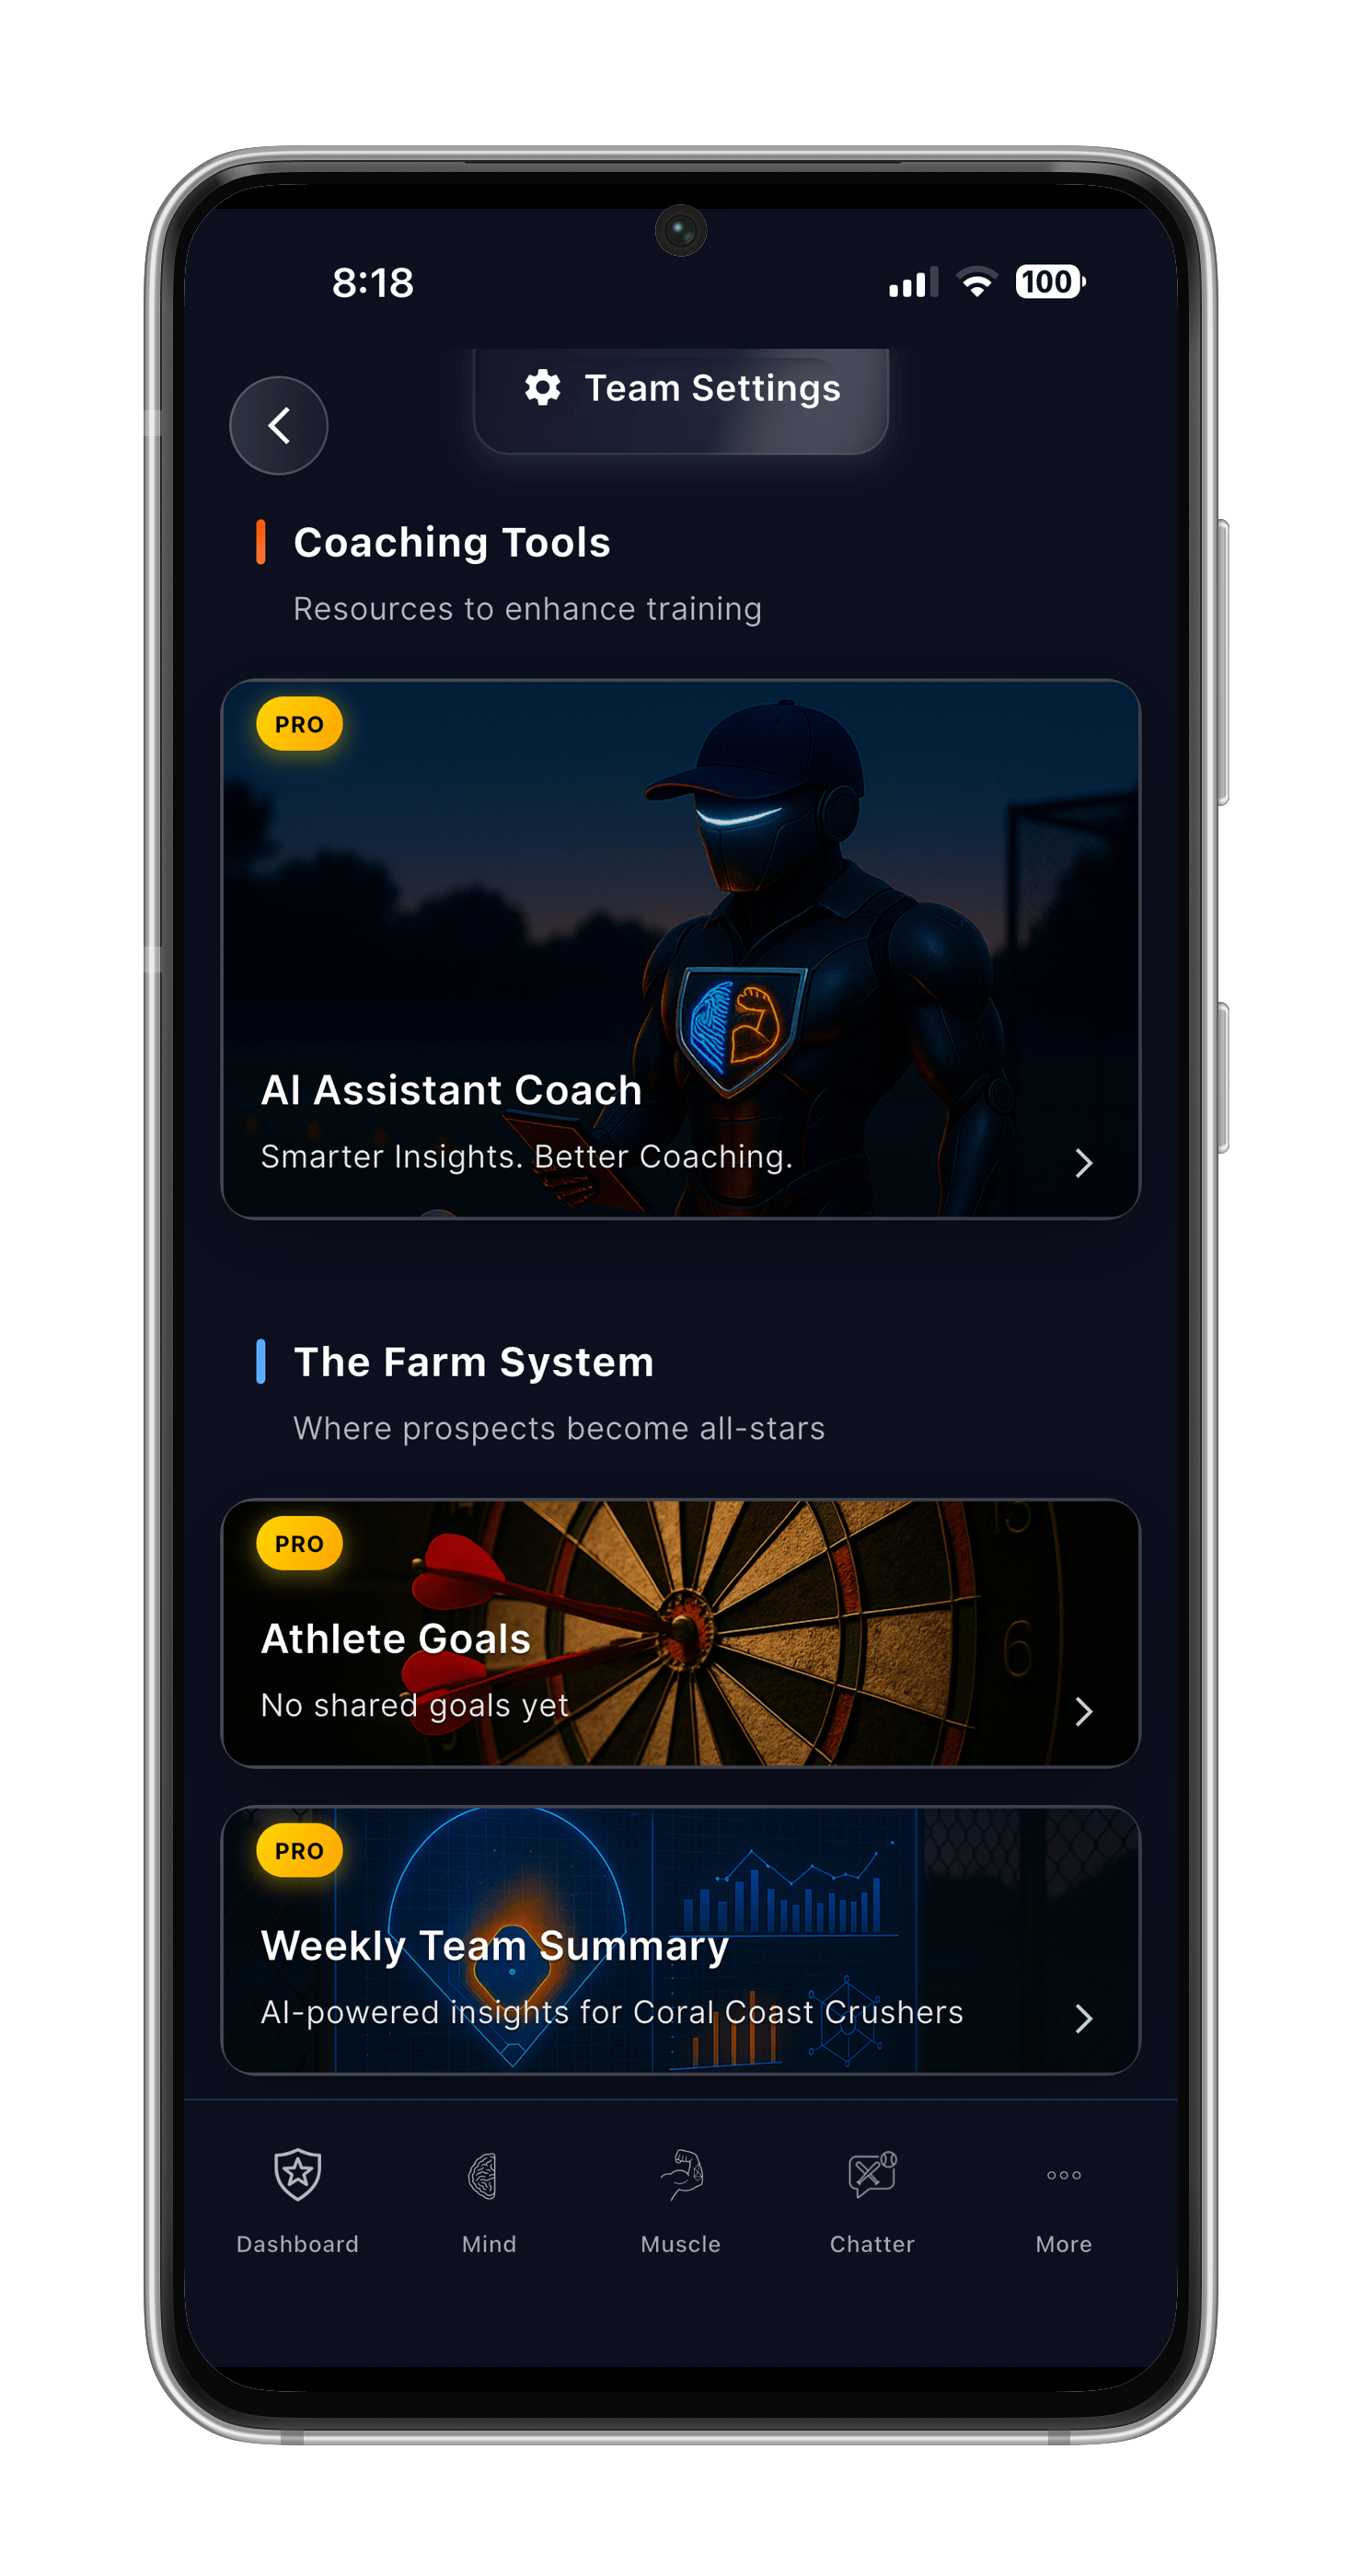 8:18
100
Team Settings
Coaching Tools
Resources to enhance training
PRO
AI Assistant Coach
Smarter Insights. Better Coaching.
The Farm System
Where prospects become all-stars
PRO
15
6
Athlete Goals
No shared goals yet
PRO
Weekly Team Summary
AI-powered insights for Coral Coast Crushers
Dashboard
Mind
Muscle
Chatter
More